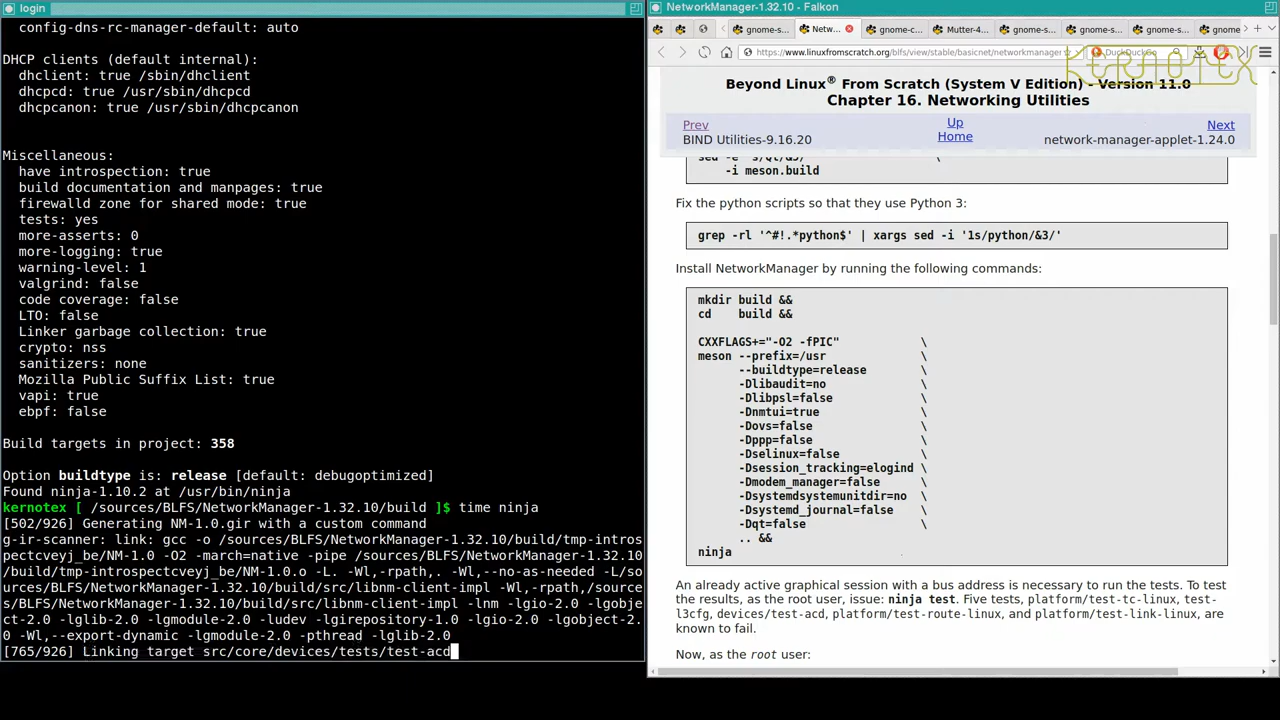 login
config-dns-rc-manager-default: auto
DHCP clients (default internal):
dhclient: true /sbin/dhclient
dhcpcd: true /usr/sbin/dhcpcd
dhcpcanon: true /usr/sbin/dhcpcanon
Miscellaneous:
have introspection: true
build documentation and manpages: true
firewalld zone for shared mode: true
tests: yes
more-asserts: 0
more-logging: true
warning-level: 1
valgrind: false
code coverage: false
LTO: false
Linker garbage collection: true
crypto: nss
sanitizers: none
Mozilla Public Suffix List: true
vapi: true
ebpf: false
Build targets in project: 358
Option buildtype is: release [default: debugoptimized]
Found ninja-1.10.2 at /usr/bin/ninja
kernotex [ /sources/BLFS/NetworkManager-1.32.10/build ]$ time ninja
[502/926] Generating NM-1.0.gir with a custom command
g-ir-scanner: link: gcc -o /sources/BLFS/NetworkManager-1.32.10/build/tmp-intros
pectcveyj_be/NM-1.0 -O2 -march=native -pipe /sources/BLFS/NetworkManager-1.32.10
/build/tmp-introspectcveyj_be/NM-1.0.o -L. -Wl,-rpath,. -Wl,--no-as-needed -L/so
urces/BLFS/NetworkManager-1.32.10/build/src/libnm-client-impl -Wl,-rpath,/source
s/BLFS/NetworkManager-1.32.10/build/src/libnm-client-impl -lnm -lgio-2.0 -lgobje
ct-2.0 -lglib-2.0 -lgmodule-2.0 -ludev -lgirepository-1.0 -lgio-2.0 -lgobject-2.
0 -Wl,--export-dynamic -lgmodule-2.0 -pthread -lglib-2.0
[765/926] Linking target src/core/devices/tests/test-acd
NetworkManager-1.32.10 - Falkon
gnome-s... Netw... gnome-c... Mutter-4... gnome-s... gnome-s... gnome-s... gnome
https://www.linuxfromscratch.org/blfs/view/stable/basicnet/networkmanager DuckDuckGo
KERNOTEX
Beyond Linux® From Scratch (System V Edition) - Version 11.0
Chapter 16. Networking Utilities
Prev Up Next
BIND Utilities-9.16.20 Home network-manager-applet-1.24.0
sed -e 's/Qt/&5/' \
-i meson.build
Fix the python scripts so that they use Python 3:
grep -rl '^#!.*python$' | xargs sed -i '1s/python/&3/'
Install NetworkManager by running the following commands:
mkdir build &&
cd build &&
CXXFLAGS+="-O2 -fPIC" \
meson --prefix=/usr \
--buildtype=release \
-Dlibaudit=no \
-Dlibpsl=false \
-Dnmtui=true \
-Dovs=false \
-Dppp=false \
-Dselinux=false \
-Dsession_tracking=elogind \
-Dmodem_manager=false \
-Dsystemdsystemunitdir=no \
-Dsystemd_journal=false \
-Dqt=false \
.. &&
ninja
An already active graphical session with a bus address is necessary to run the tests. To test
the results, as the root user, issue: ninja test. Five tests, platform/test-tc-linux, test-
l3cfg, devices/test-acd, platform/test-route-linux, and platform/test-link-linux, are
known to fail.
Now, as the root user: